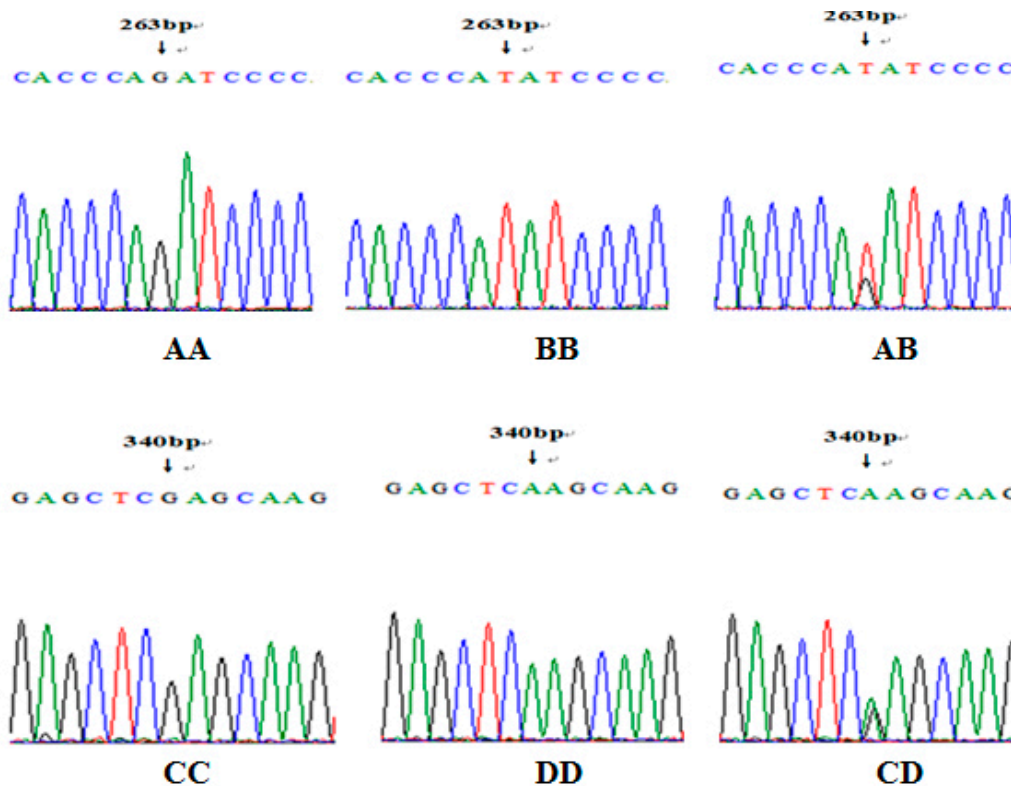 263bp↵ 263bp↵ 263bp↵
↓ ↵ ↓ ↵ ↓ ↵
CACCCAGATCCCC. CACCCATATCCCC. CACCCATATCCCC
AA BB AB
340bp↵ 340bp↵ 340bp↵
↓ ↵ ↓ ↵ ↓ ↵
GAGCTCGAGCAAG GAGCTCAAGCAAG GAGCTCAAGCAAG
CC DD CD